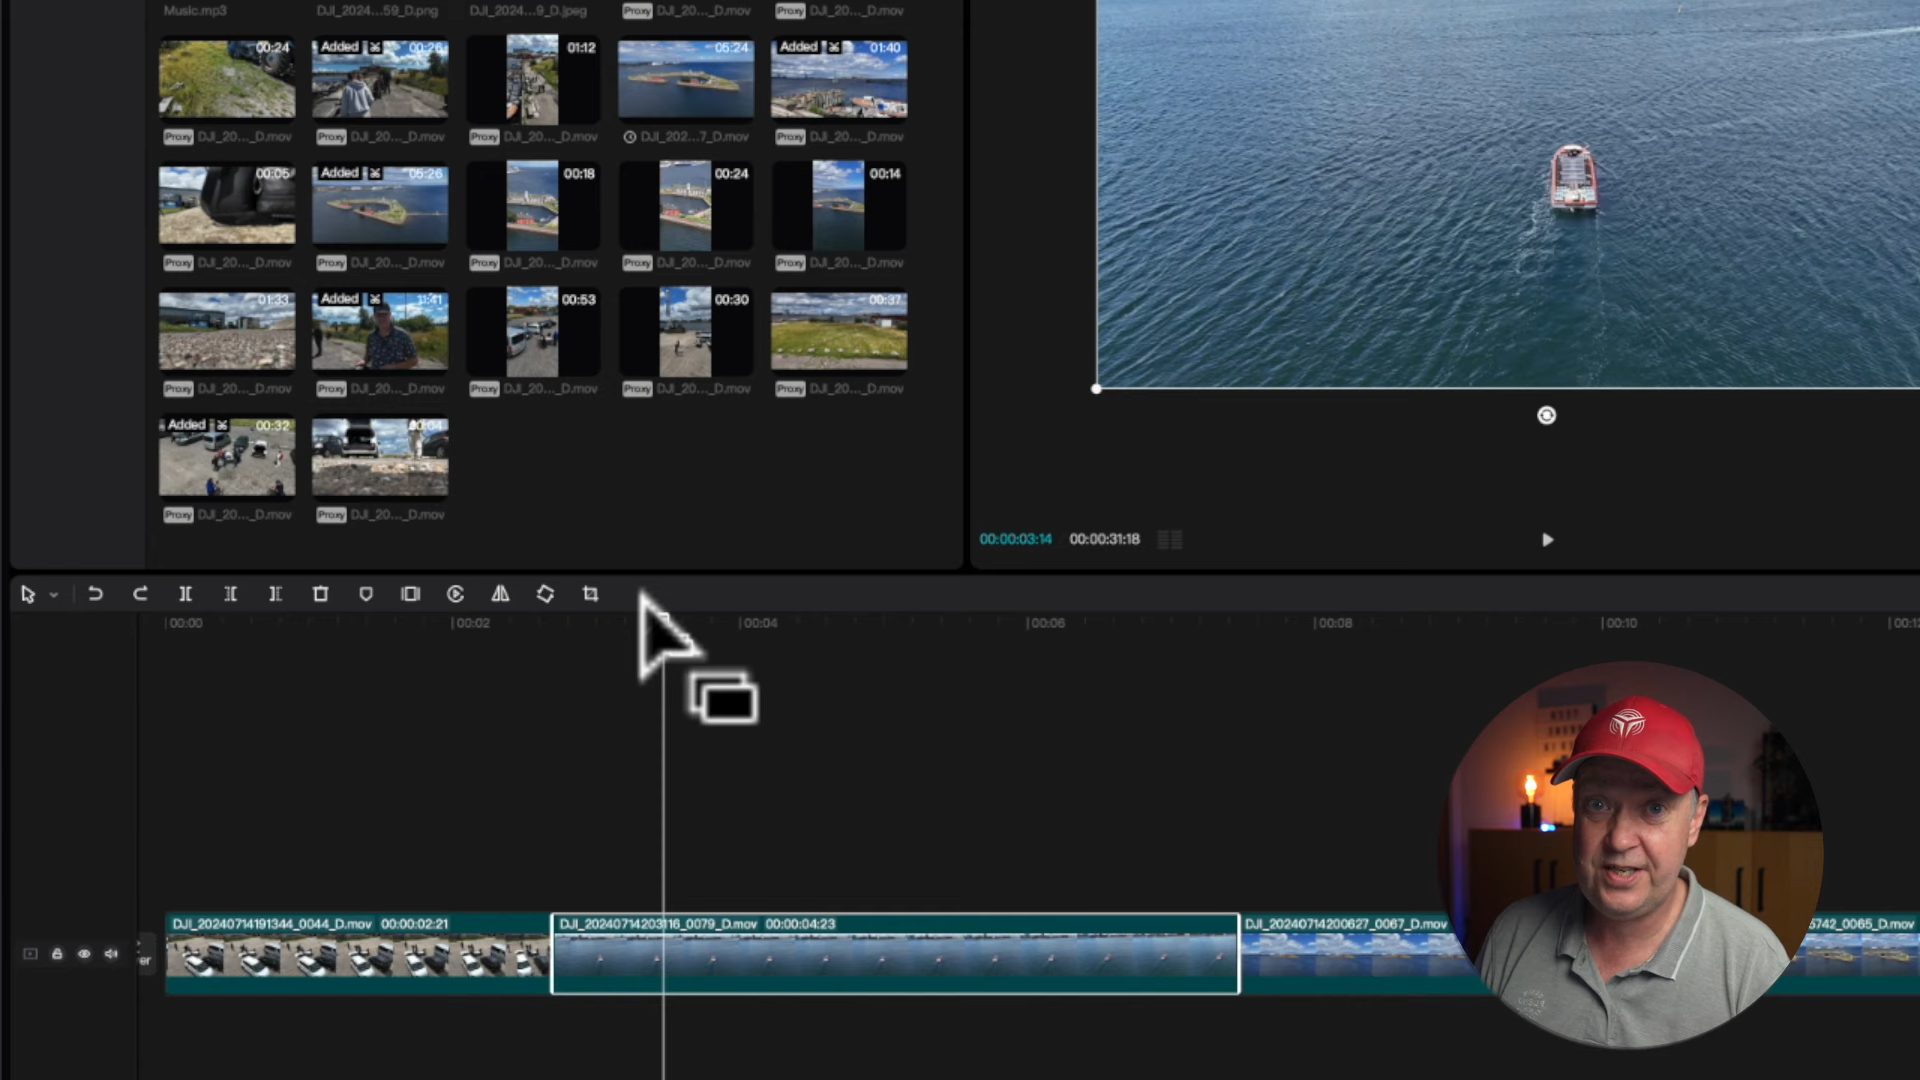 Music.mp3 DJI_2024...59_D.png DJI_2024...9_D.jpeg Proxy DJI_20..._D.mov Proxy DJI_20..._D.mov
00:24 Added 00:26 01:12 05:24 Added 01:40
Proxy DJI_20..._D.mov Proxy DJI_20..._D.mov Proxy DJI_20..._D.mov DJI_202...7_D.mov Proxy DJI_20..._D.mov
00:05 Added 05:26 00:18 00:24 00:14
Proxy DJI_20..._D.mov Proxy DJI_20..._D.mov Proxy DJI_20..._D.mov Proxy DJI_20..._D.mov Proxy DJI_20..._D.mov
01:33 Added 11:41 00:53 00:30 00:37
Proxy DJI_20..._D.mov Proxy DJI_20..._D.mov Proxy DJI_20..._D.mov Proxy DJI_20..._D.mov Proxy DJI_20..._D.mov
Added 00:32 00:04
Proxy DJI_20..._D.mov Proxy DJI_20..._D.mov
00:00:03:14 00:00:31:18
00:00 00:02 00:04 00:06 00:08 00:10
DJI_20240714191344_0044_D.mov 00:00:02:21 DJI_20240714203116_0079_D.mov 00:00:04:23 DJI_20240714200627_0067_D.mov 5742_0065_D.mov
er